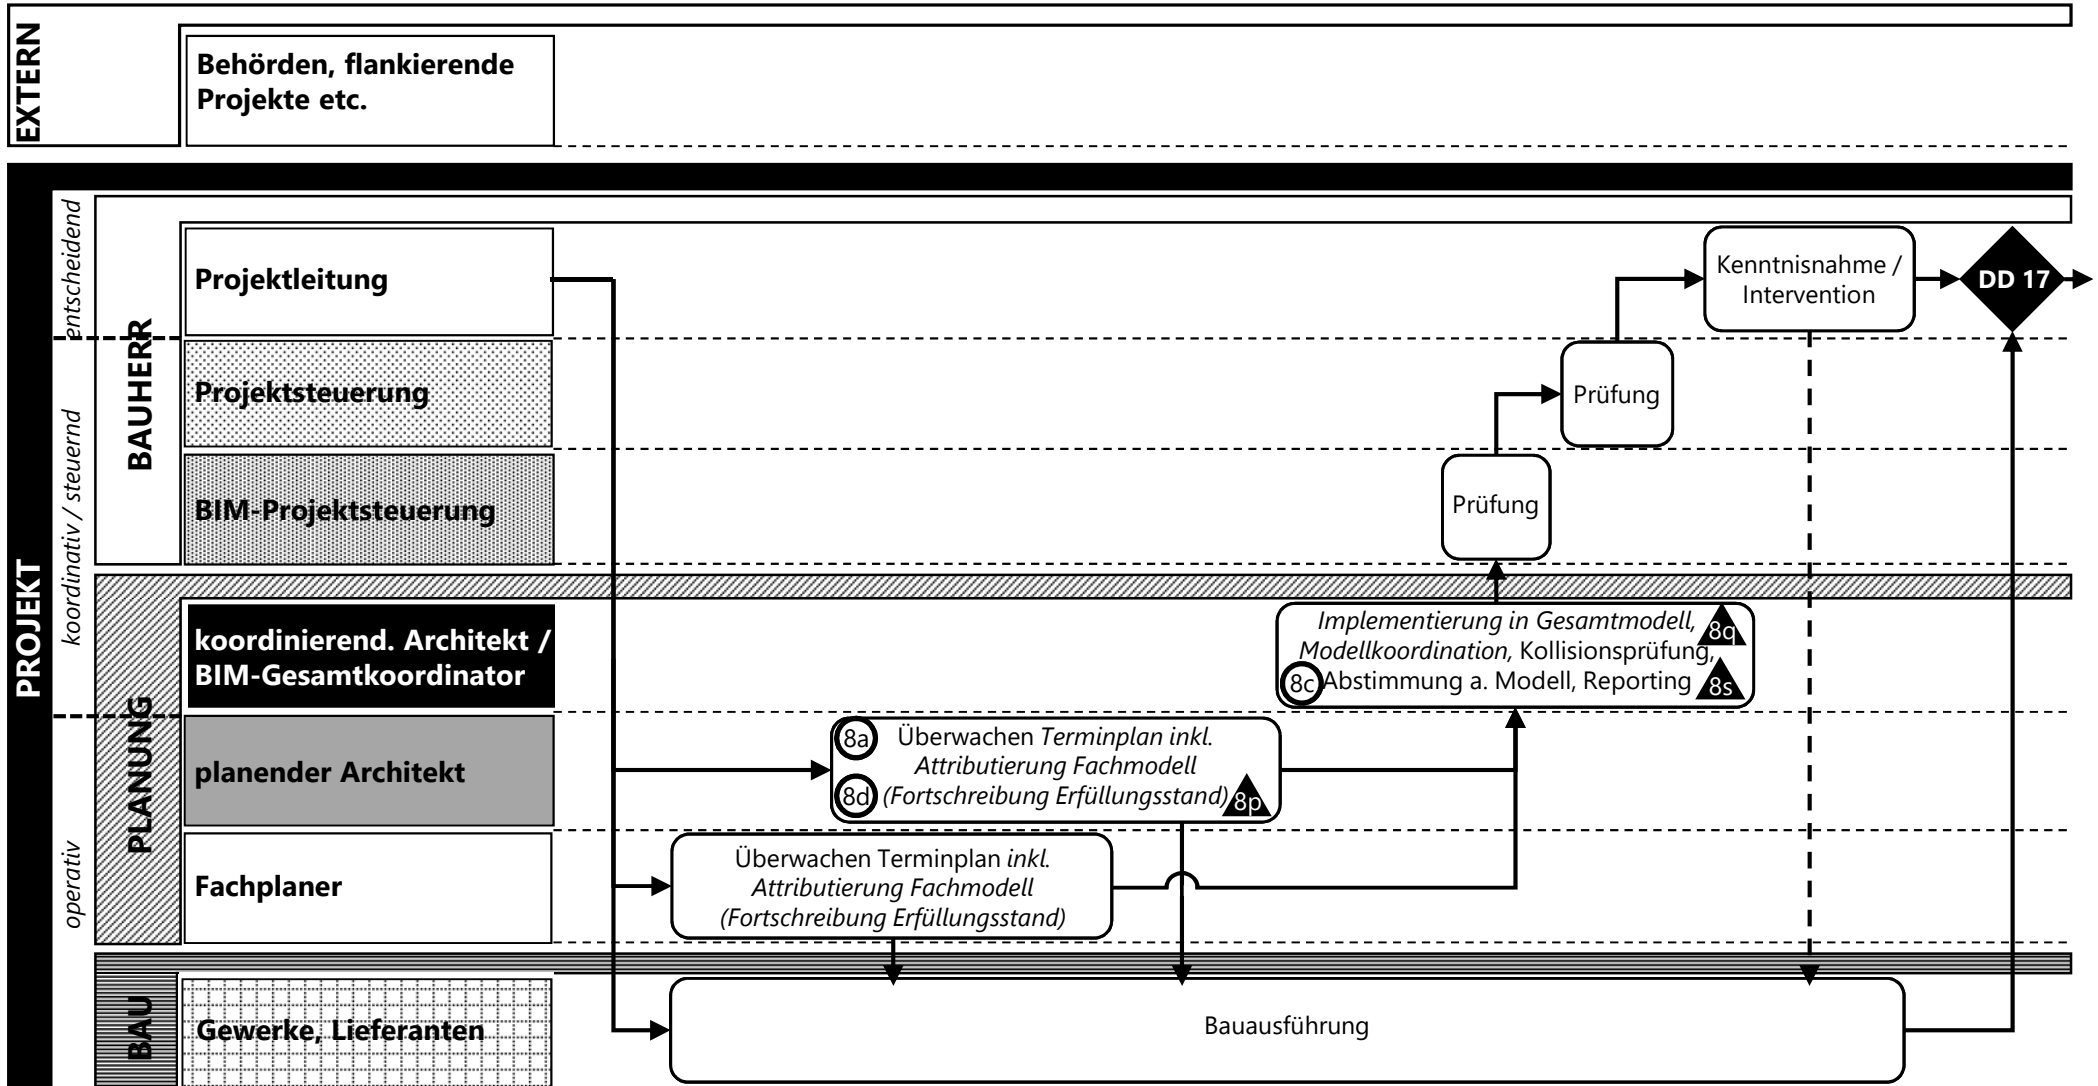 EXTERN
Behörden, flankierende
Projekte etc.
PROJEKT
entscheidend
koordinativ / steuernd
operativ
BAUHERR
Projektleitung
Kenntnisnahme /
Intervention
DD 17
Projektsteuerung
Prüfung
BIM-Projektsteuerung
Prüfung
PLANUNG
koordinierend. Architekt /
BIM-Gesamtkoordinator
Implementierung in Gesamtmodell, 8q
Modellkoordination, Kollisionsprüfung,
8c Abstimmung a. Modell, Reporting 8s
planender Architekt
8a Überwachen Terminplan inkl.
Attributierung Fachmodell
8d (Fortschreibung Erfüllungsstand) 8p
Fachplaner
Überwachen Terminplan inkl.
Attributierung Fachmodell
(Fortschreibung Erfüllungsstand)
BAU
Gewerke, Lieferanten
Bauausführung